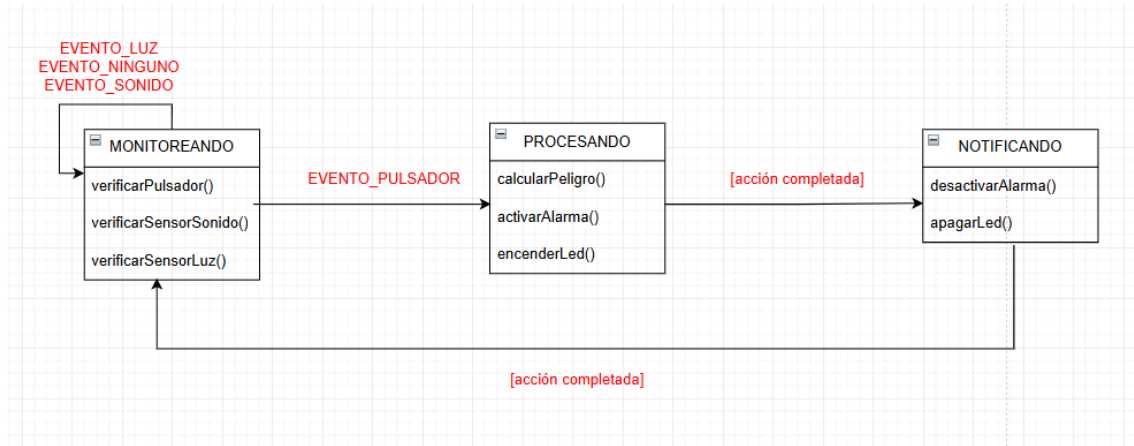 EVENTO_LUZ
EVENTO_NINGUNO
EVENTO_SONIDO
MONITOREANDO
verificarPulsador()
verificarSensorSonido()
verificarSensorLuz()
EVENTO_PULSADOR
PROCESANDO
calcularPeligro()
activarAlarma()
encenderLed()
[acción completada]
NOTIFICANDO
desactivarAlarma()
apagarLed()
[acción completada]